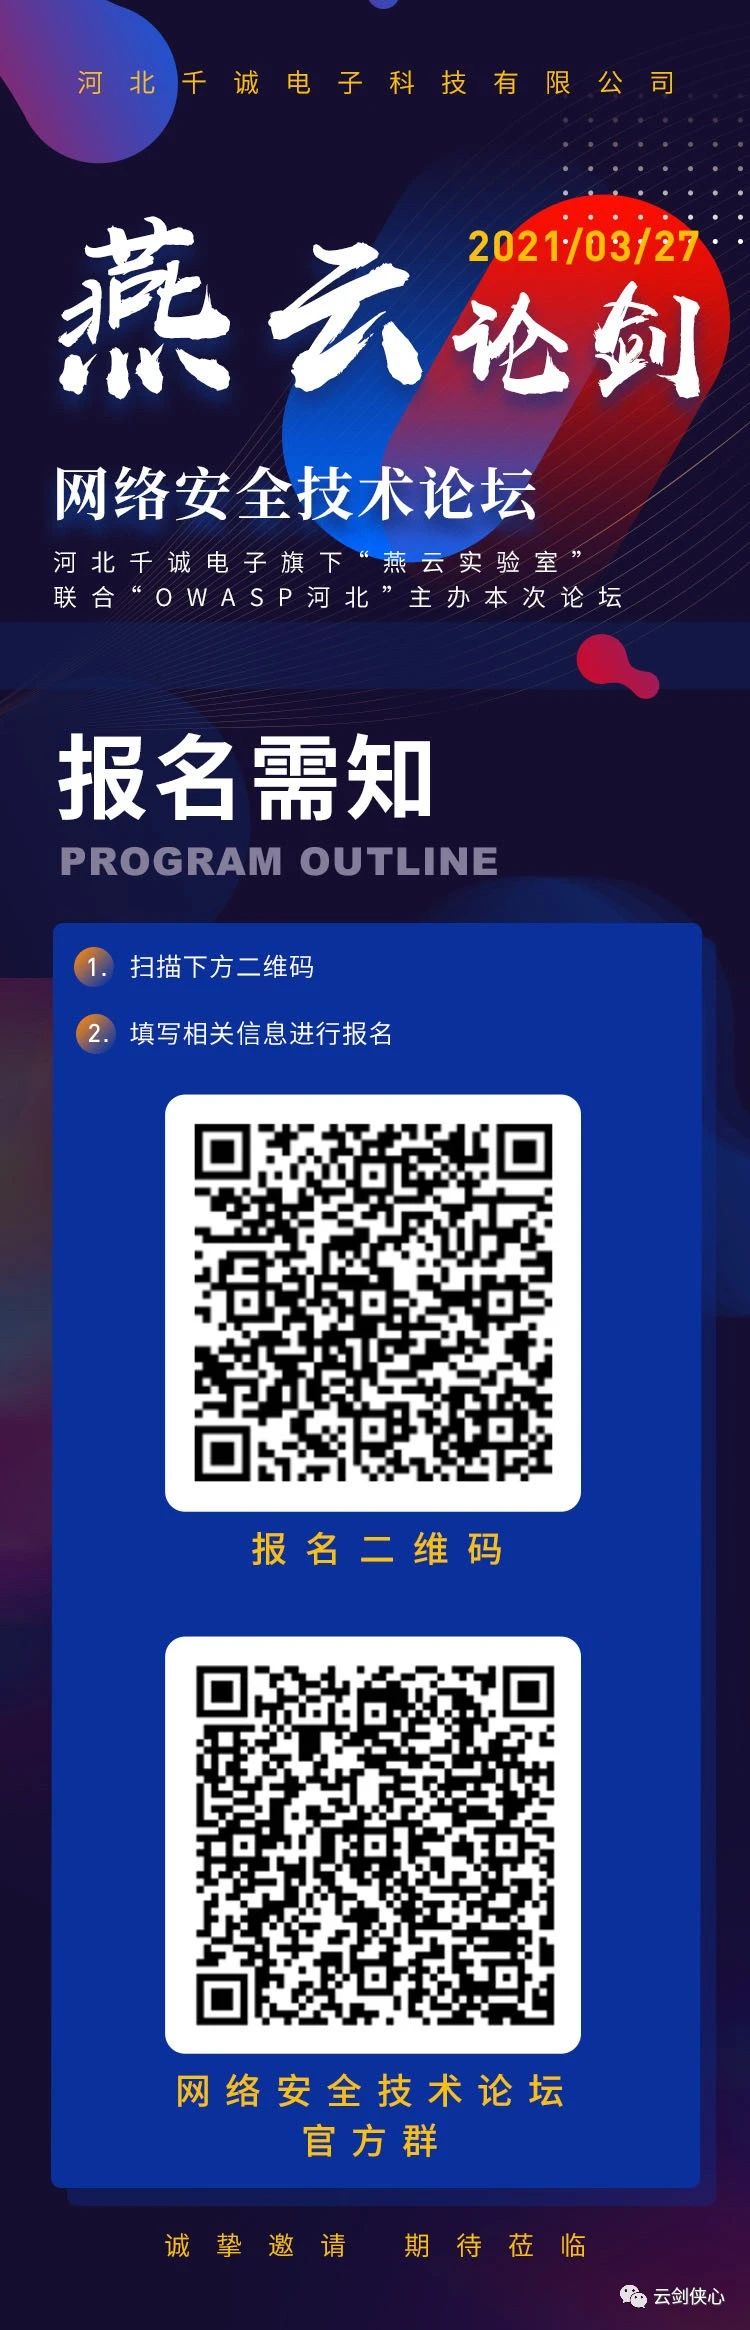 河北千诚电子科技有限公司
2021/03/27
燕云论剑
网络安全技术论坛
河北千诚电子旗下“燕云实验室”
联合“OWASP河北”主办本次论坛
报名需知
PROGRAM OUTLINE
1. 扫描下方二维码
2. 填写相关信息进行报名
报名二维码
网络安全技术论坛
官方群
诚挚邀请 期待莅临
云剑侠心